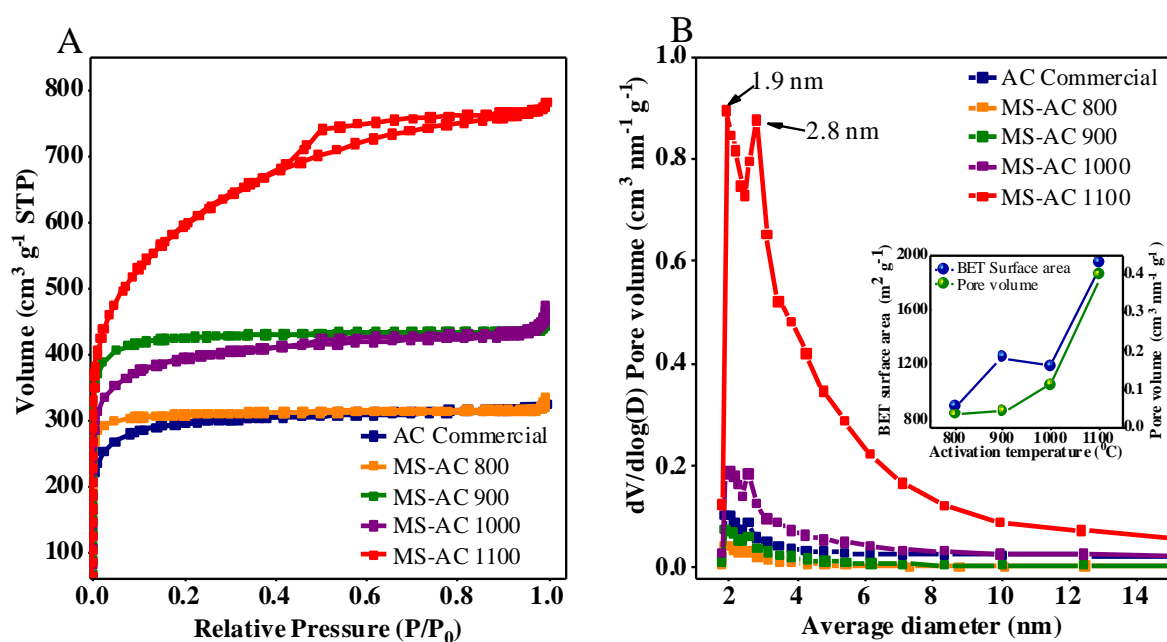 A
Volume (cm³ g⁻¹ STP)
800
700
600
500
400
300
200
100
0.0 0.2 0.4 0.6 0.8 1.0
Relative Pressure (P/P₀)
AC Commercial
MS-AC 800
MS-AC 900
MS-AC 1000
MS-AC 1100
B
dV/dlog(D) Pore volume (cm³ nm⁻¹ g⁻¹)
1.0
0.8
0.6
0.4
0.2
0.0
2 4 6 8 10 12 14
Average diameter (nm)
1.9 nm
2.8 nm
AC Commercial
MS-AC 800
MS-AC 900
MS-AC 1000
MS-AC 1100
BET surface area (m² g⁻¹)
2000
1600
1200
800
BET Surface area
Pore volume
0.4
0.3
0.2
0.1
0.0
Pore volume (cm³ nm⁻¹ g¹)
800 900 1000 1100
Activation temperature (⁰C)